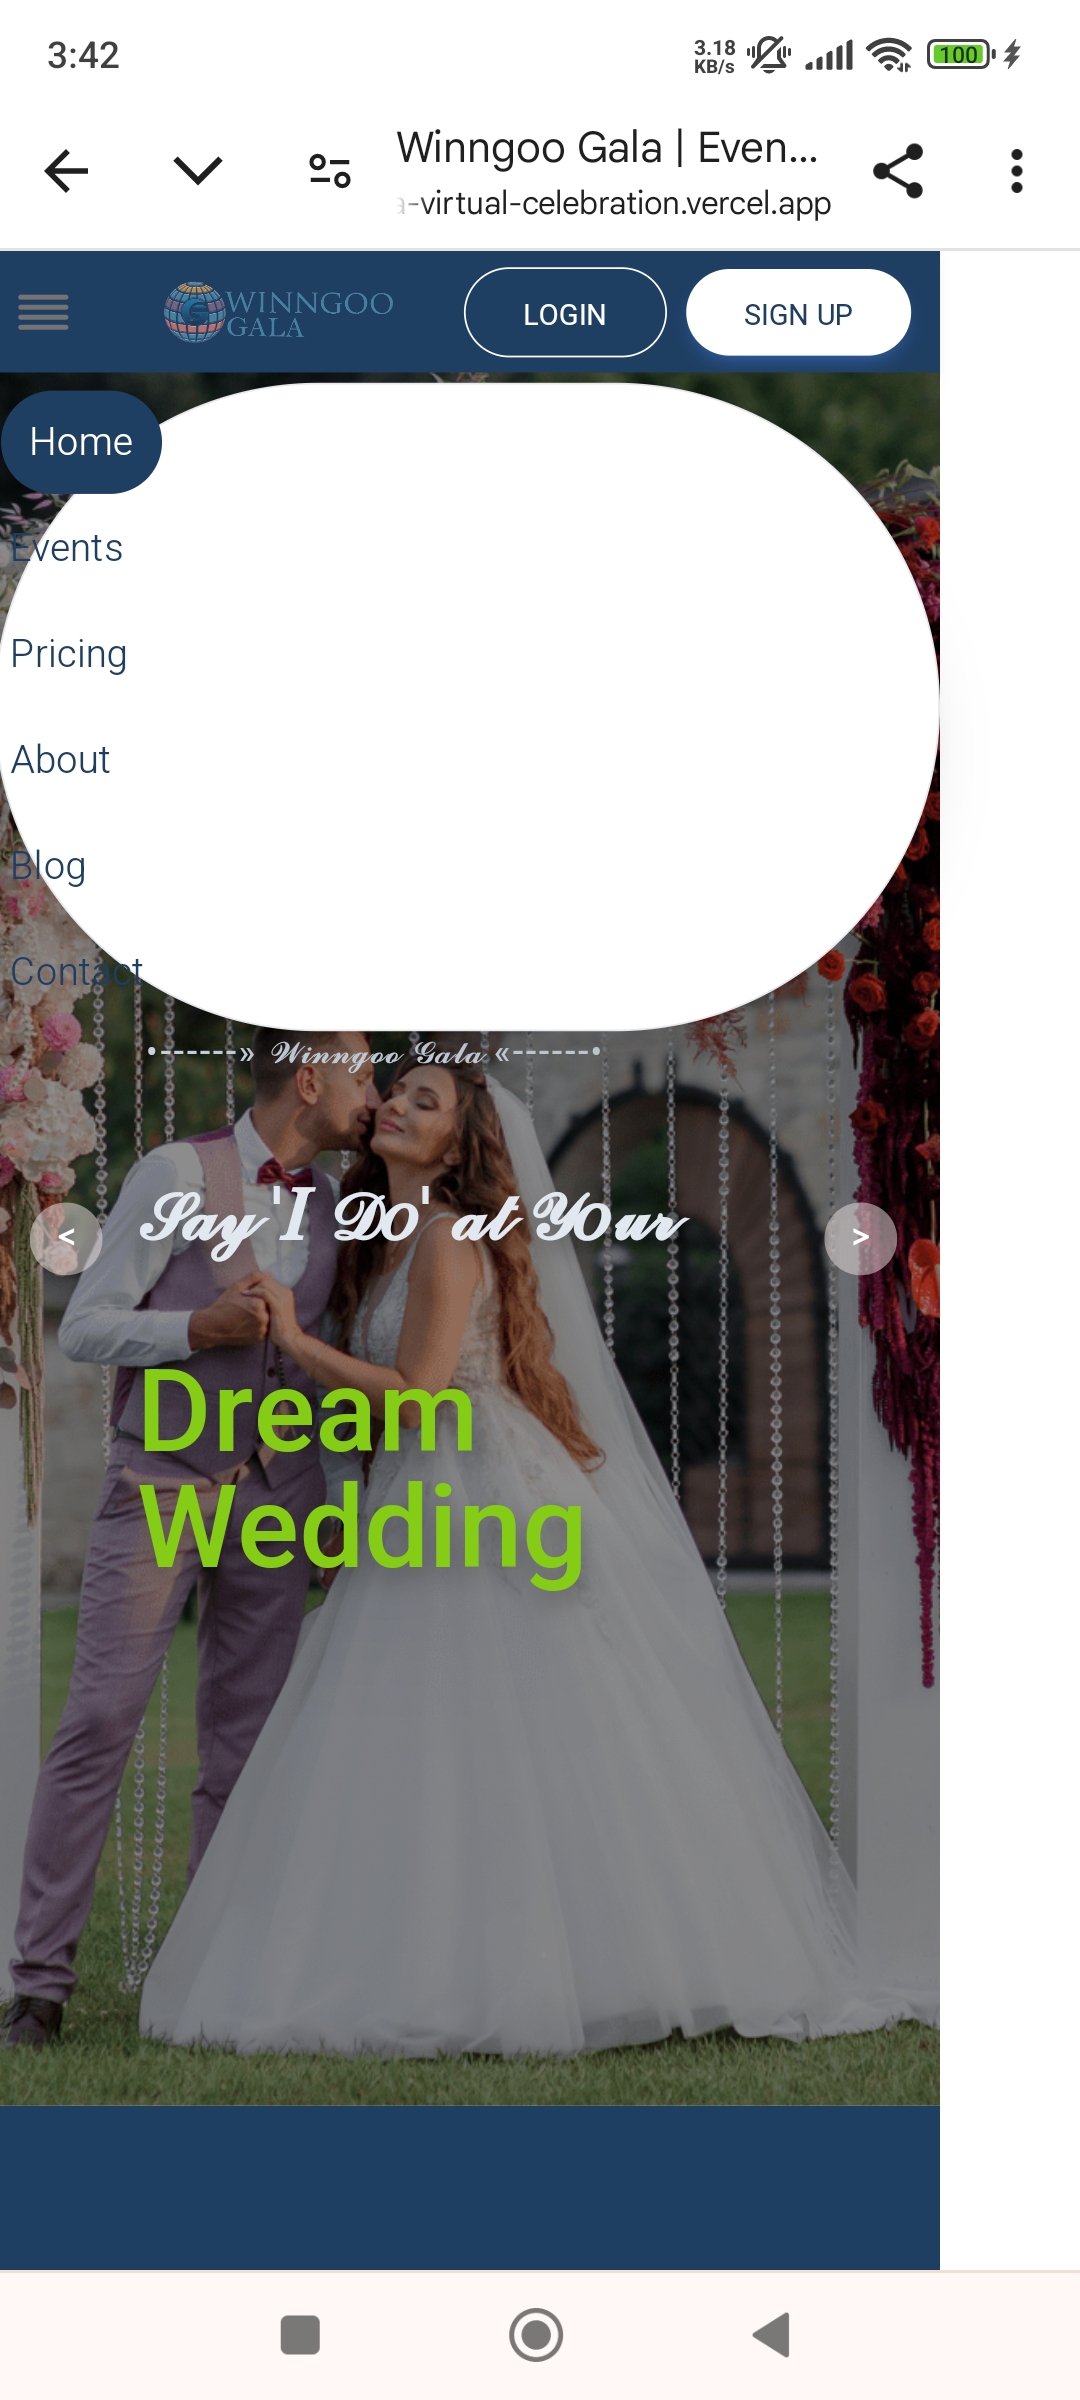 3:42
3.18
KB/s
100
Winngoo Gala | Even...
-virtual-celebration.vercel.app
WINNGOO
GALA
LOGIN
SIGN UP
Home
Events
Pricing
About
Blog
Contact
•------» Winngoo Gala «------•
Say 'I DO' at YOur
<
>
Dream
Wedding